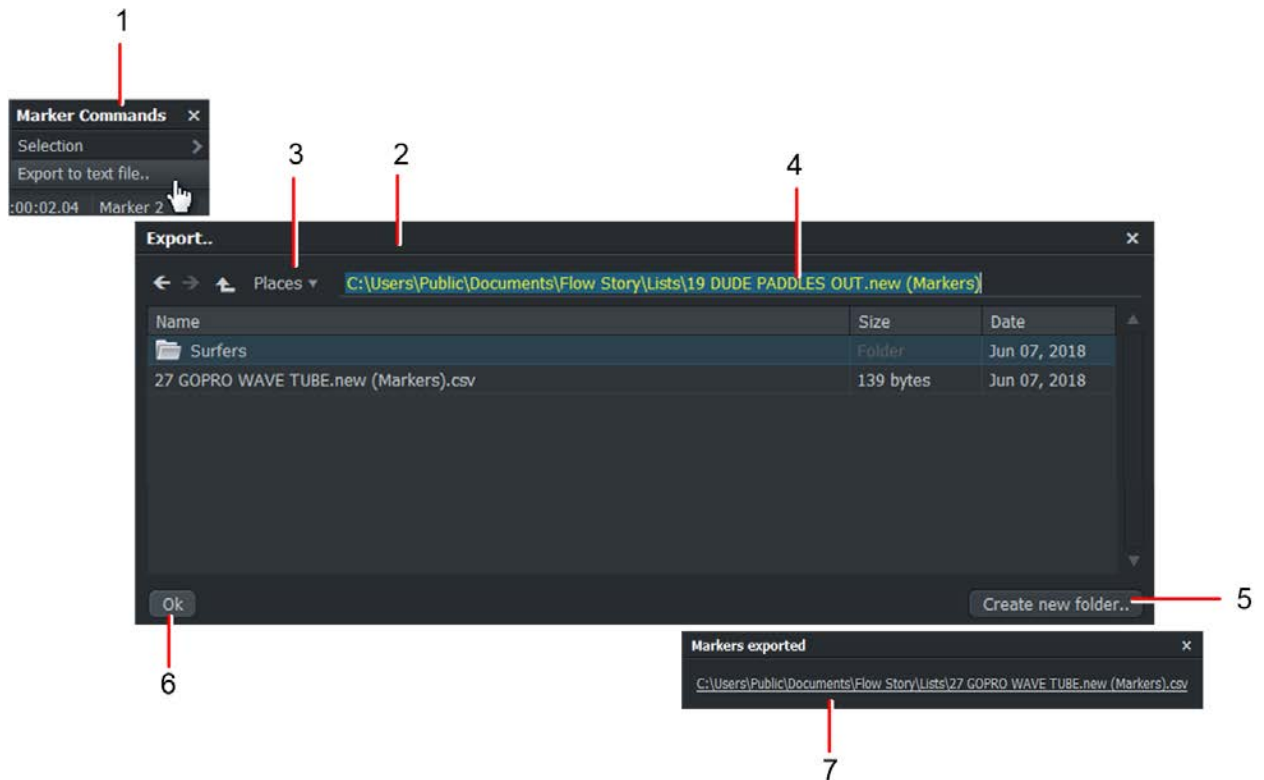 1
Marker Commands ×
Selection >
Export to text file..
:00:02.04 Marker 2
3
2
4
Export.. ×
Places ▼ C:\Users\Public\Documents\Flow Story\Lists\19 DUDE PADDLES OUT.new (Markers)
Name Size Date
Surfers Folder Jun 07, 2018
27 GOPRO WAVE TUBE.new (Markers).csv 139 bytes Jun 07, 2018
Ok Create new folder..
5
6
Markers exported ×
C:\Users\Public\Documents\Flow Story\Lists\27 GOPRO WAVE TUBE.new (Markers).csv
7